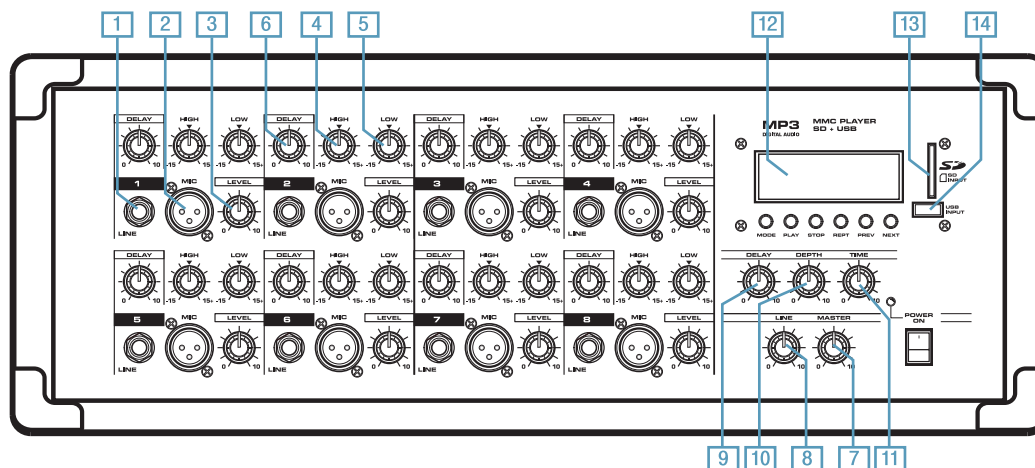 1 2 3 6 4 5 12 13 14
MP3 DIGITAL AUDIO
MMC PLAYER
SD + USB
DELAY HIGH LOW DELAY HIGH LOW DELAY HIGH LOW DELAY HIGH LOW
0 10 -15 15+ -15 15+ 0 10 -15 15+ -15 15+ 0 10 -15 15+ -15 15+ 0 10 -15 15+ -15 15+
SD
SD INPUT
1 MIC LEVEL 2 MIC LEVEL 3 MIC LEVEL 4 MIC LEVEL
USB INPUT
LINE 0 10 LINE 0 10 LINE 0 10 LINE 0 10
MODE PLAY STOP REPT PREV NEXT
DELAY HIGH LOW DELAY HIGH LOW DELAY HIGH LOW DELAY HIGH LOW
DELAY DEPTH TIME
0 10 -15 15+ -15 15+ 0 10 -15 15+ -15 15+ 0 10 -15 15+ -15 15+ 0 10 -15 15+ -15 15+
0 10 0 10 0 10
5 MIC LEVEL 6 MIC LEVEL 7 MIC LEVEL 8 MIC LEVEL
LINE MASTER
POWER ON
I
LINE 0 10 LINE 0 10 LINE 0 10 LINE 0 10
0 10 0 10
9 10 8 7 11